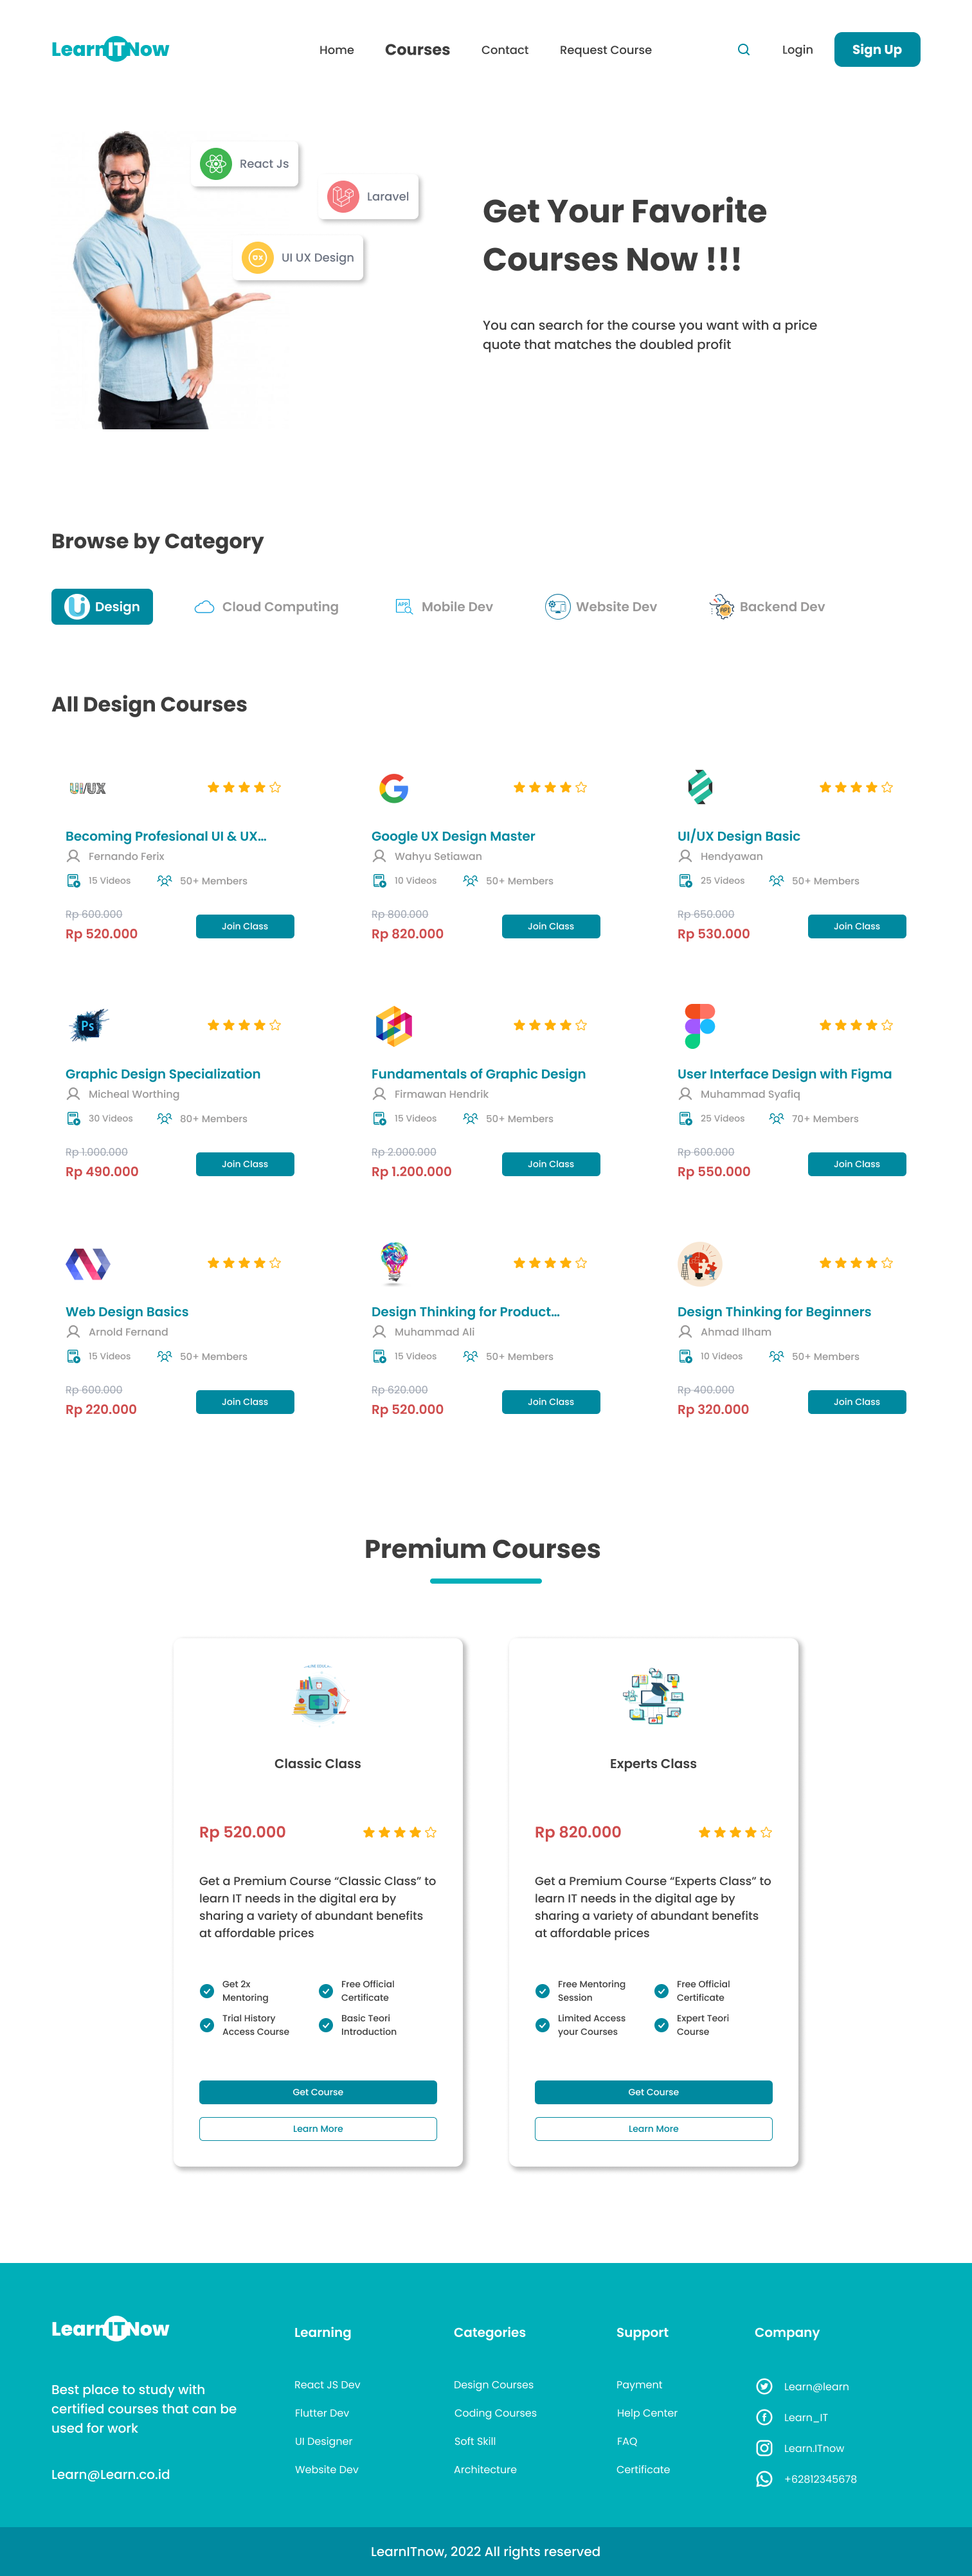 LearnITNow
Home
Courses
Contact
Request Course
Login
Sign Up
React Js
Laravel
UX
UI UX Design
Get Your Favorite
Courses Now !!!
You can search for the course you want with a price
quote that matches the doubled profit
Browse by Category
Design
Cloud Computing
APP
Mobile Dev
Website Dev
Backend Dev
All Design Courses
UI/UX
Becoming Profesional UI & UX...
Fernando Ferix
15 Videos
50+ Members
Rp 600.000
Rp 520.000
Join Class
Google UX Design Master
Wahyu Setiawan
10 Videos
50+ Members
Rp 800.000
Rp 820.000
Join Class
UI/UX Design Basic
Hendyawan
25 Videos
50+ Members
Rp 650.000
Rp 530.000
Join Class
Ps
Graphic Design Specialization
Micheal Worthing
30 Videos
80+ Members
Rp 1.000.000
Rp 490.000
Join Class
Fundamentals of Graphic Design
Firmawan Hendrik
15 Videos
50+ Members
Rp 2.000.000
Rp 1.200.000
Join Class
User Interface Design with Figma
Muhammad Syafiq
25 Videos
70+ Members
Rp 600.000
Rp 550.000
Join Class
Web Design Basics
Arnold Fernand
15 Videos
50+ Members
Rp 600.000
Rp 220.000
Join Class
Design Thinking for Product...
Muhammad Ali
15 Videos
50+ Members
Rp 620.000
Rp 520.000
Join Class
Design Thinking for Beginners
Ahmad Ilham
10 Videos
50+ Members
Rp 400.000
Rp 320.000
Join Class
Premium Courses
Classic Class
Rp 520.000
Get a Premium Course “Classic Class” to
learn IT needs in the digital era by
sharing a variety of abundant benefits
at affordable prices
Get 2x
Mentoring
Free Official
Certificate
Trial History
Access Course
Basic Teori
Introduction
Get Course
Learn More
Experts Class
Rp 820.000
Get a Premium Course “Experts Class” to
learn IT needs in the digital age by
sharing a variety of abundant benefits
at affordable prices
Free Mentoring
Session
Free Official
Certificate
Limited Access
your Courses
Expert Teori
Course
Get Course
Learn More
LearnITNow
Best place to study with
certified courses that can be
used for work
Learn@Learn.co.id
Learning
React JS Dev
Flutter Dev
UI Designer
Website Dev
Categories
Design Courses
Coding Courses
Soft Skill
Architecture
Support
Payment
Help Center
FAQ
Certificate
Company
Learn@learn
Learn_IT
Learn.ITnow
+62812345678
LearnITnow, 2022 All rights reserved